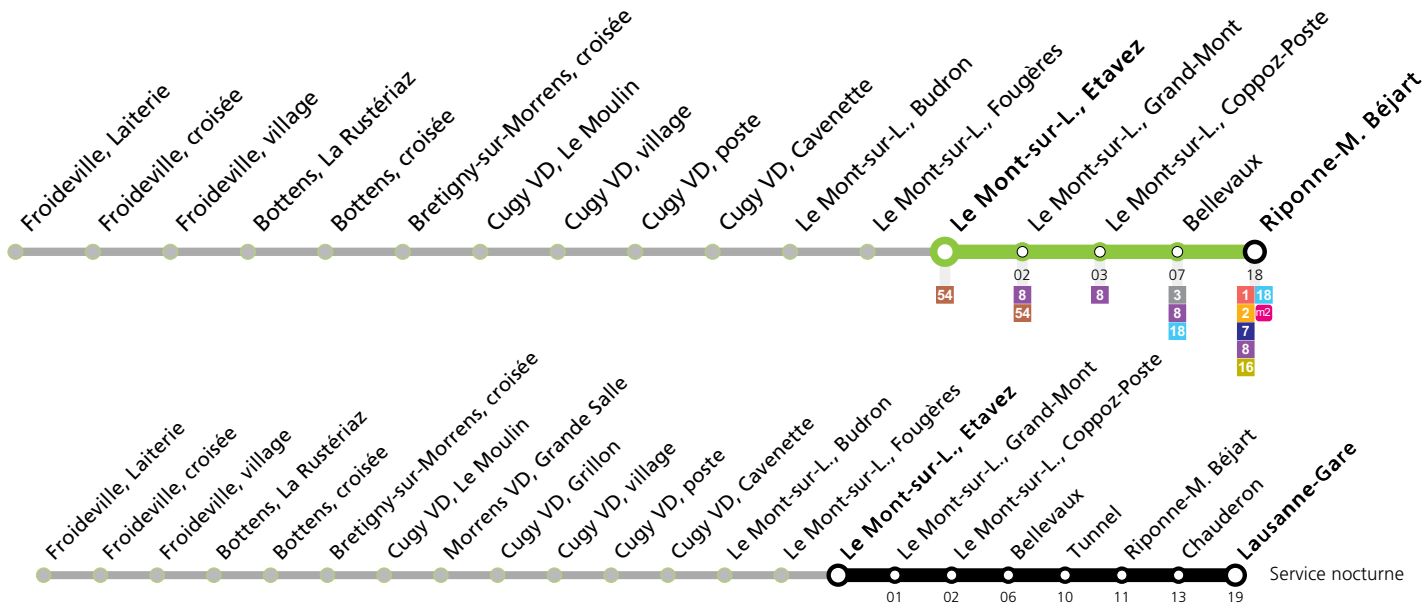 Froideville, Laiterie
Froideville, croisée
Froideville, village
Bottens, La Rustériaz
Bottens, croisée
Bretigny-sur-Morrens, croisée
Cugy VD, Le Moulin
Cugy VD, village
Cugy VD, poste
Cugy VD, Cavenette
Le Mont-sur-L., Budron
Le Mont-sur-L., Fougères
Le Mont-sur-L., Etavez
Le Mont-sur-L., Grand-Mont
Le Mont-sur-L., Coppoz-Poste
Bellevaux
Riponne-M. Béjart
02 03 07 18
54 8 8 3 1 18
54 8 2 m2
18 7
8
16
Froideville, Laiterie
Froideville, croisée
Froideville, village
Bottens, La Rustériaz
Bottens, croisée
Bretigny-sur-Morrens, croisée
Cugy VD, Le Moulin
Morrens VD, Grande Salle
Cugy VD, Grillon
Cugy VD, village
Cugy VD, poste
Cugy VD, Cavenette
Le Mont-sur-L., Budron
Le Mont-sur-L., Fougères
Le Mont-sur-L., Etavez
Le Mont-sur-L., Grand-Mont
Le Mont-sur-L., Coppoz-Poste
Bellevaux
Tunnel
Riponne-M. Béjart
Chauderon
Lausanne-Gare
Service nocturne
01 02 06 10 11 13 19